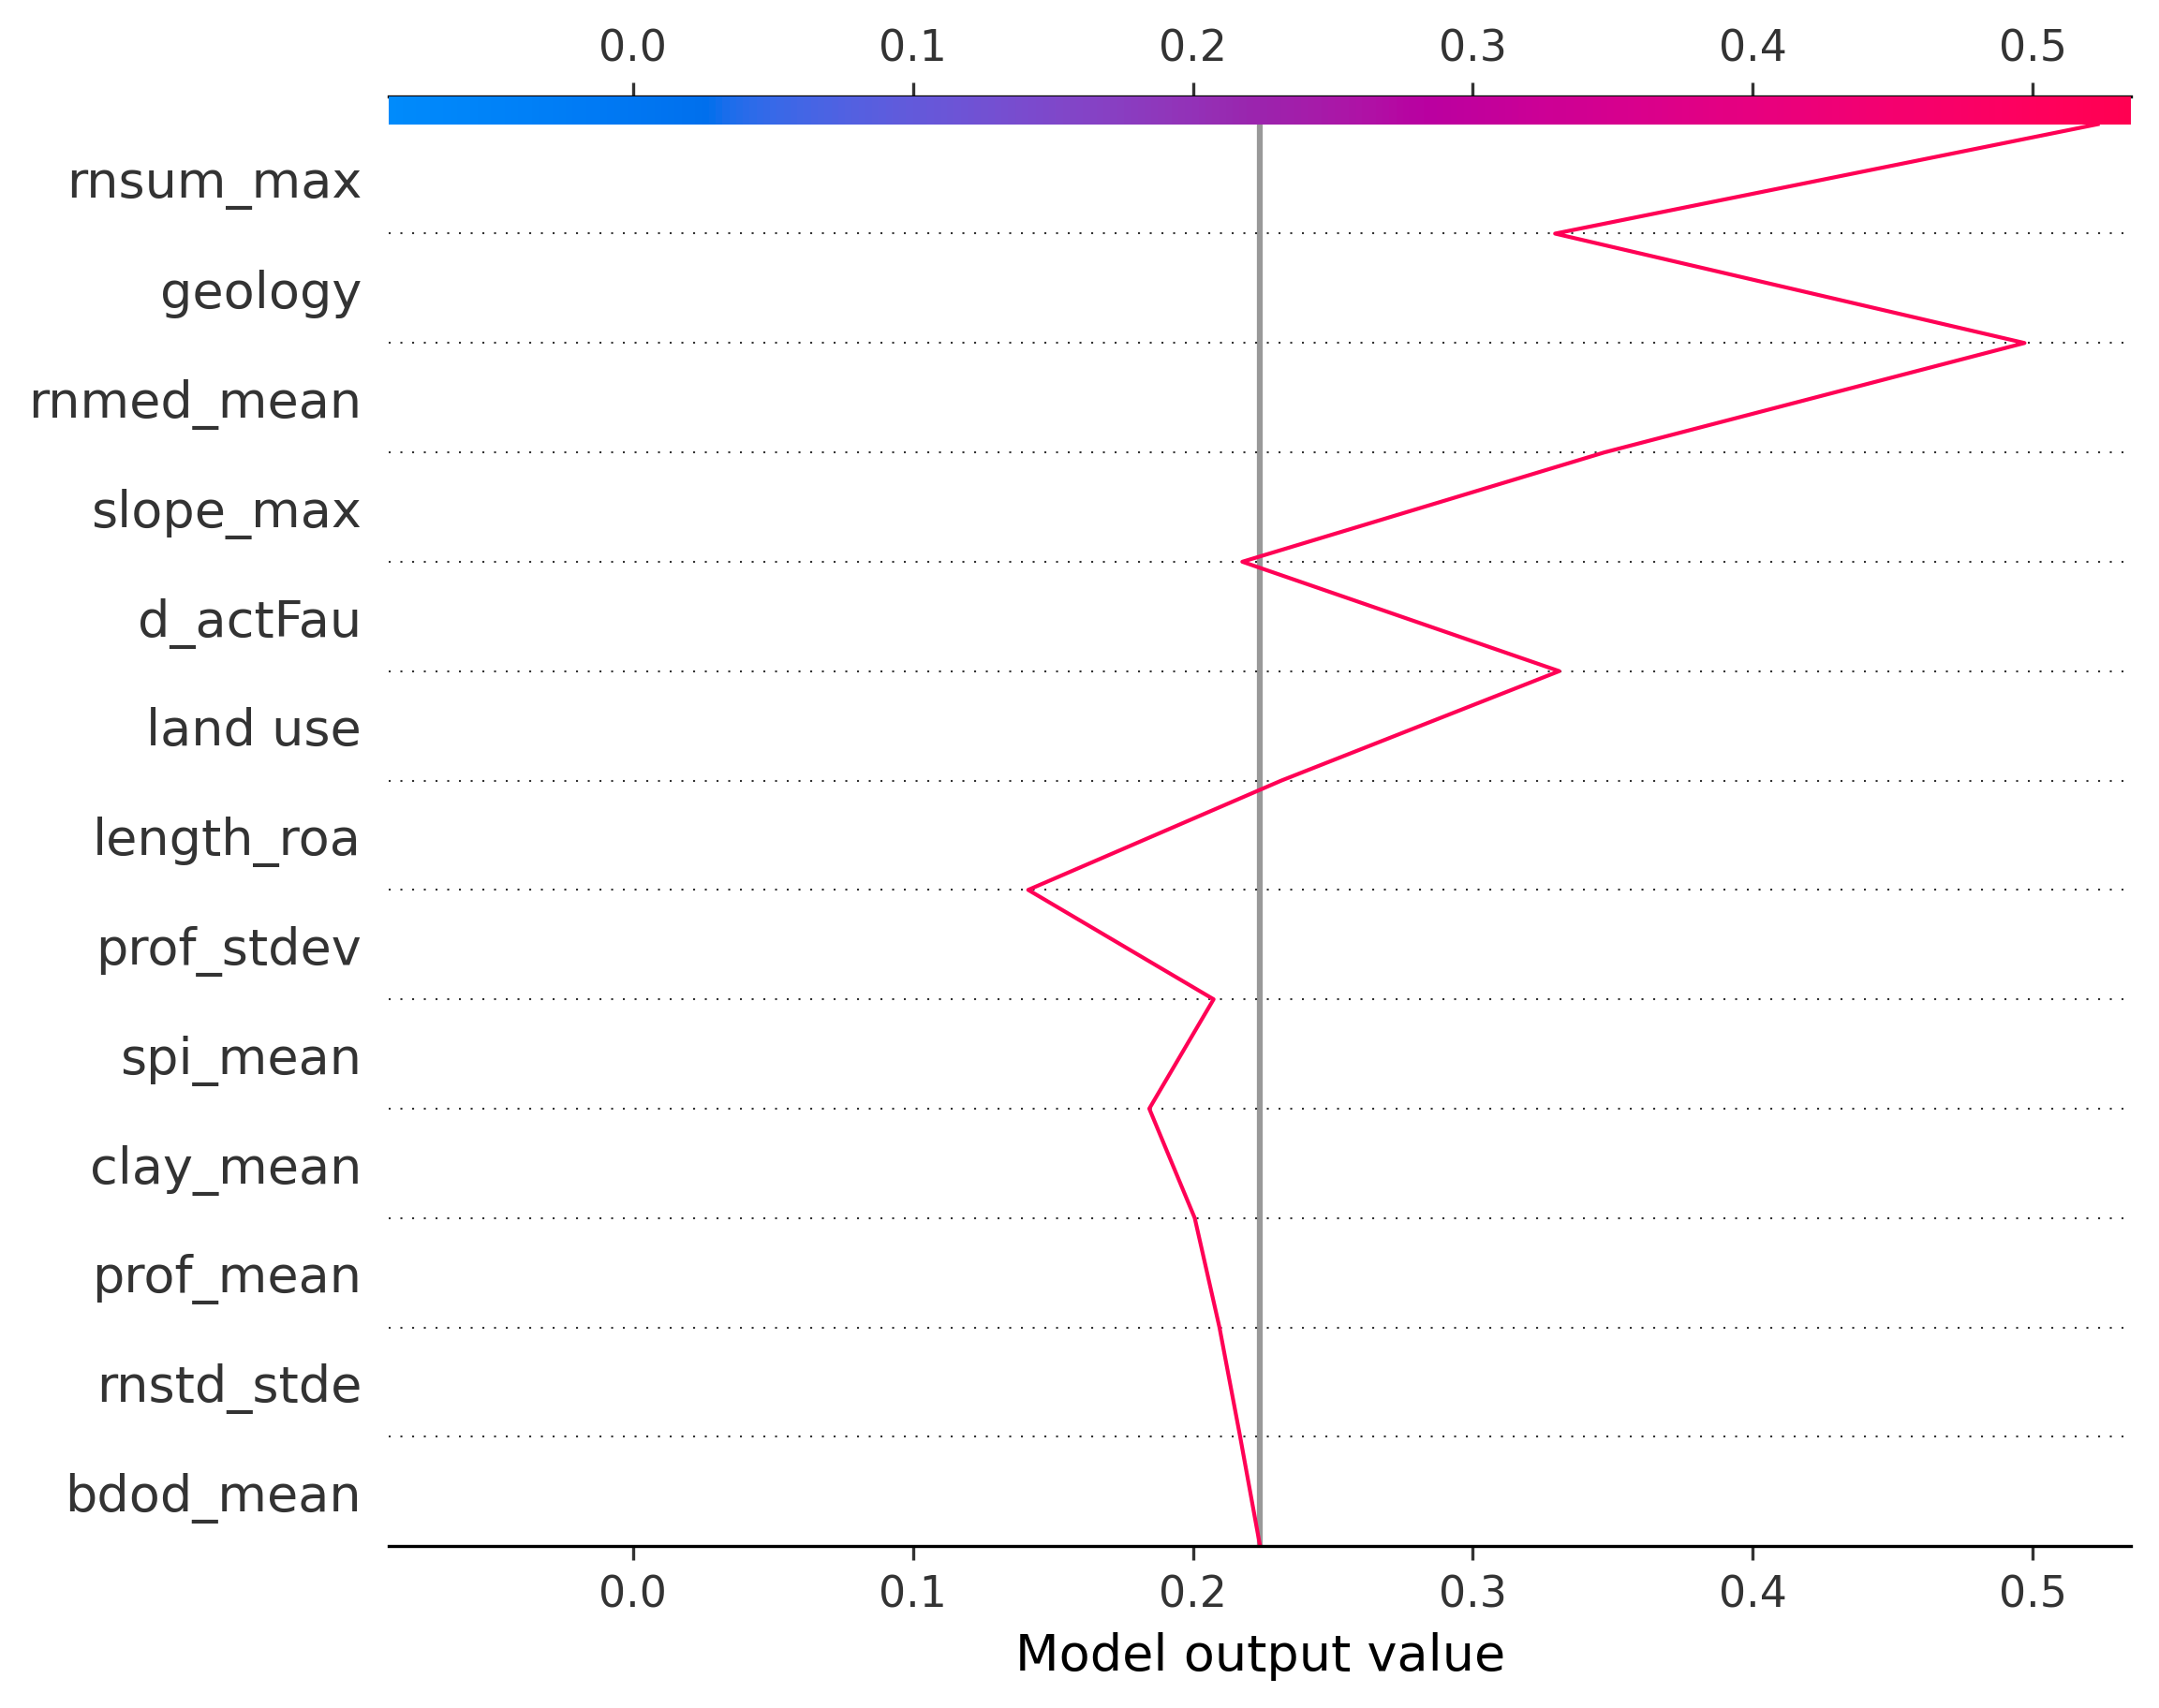 0.0 0.1 0.2 0.3 0.4 0.5
rnsum_max
geology
rnmed_mean
slope_max
d_actFau
land use
length_roa
prof_stdev
spi_mean
clay_mean
prof_mean
rnstd_stde
bdod_mean
0.0 0.1 0.2 0.3 0.4 0.5
Model output value